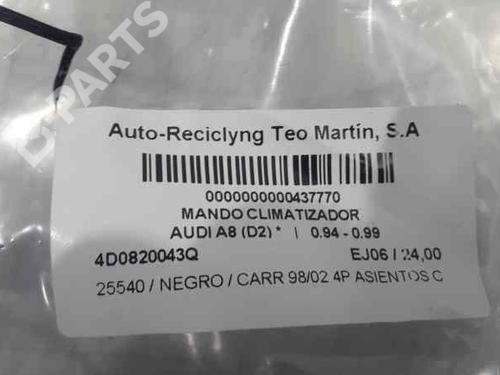 B-PARTS
Auto-Reciclyng Teo Martín, S.A
0000000000437770
MANDO CLIMATIZADOR
AUDI A8 (D2) * | 0.94 - 0.99
4D0820043Q EJ06 / 24,00
25540 / NEGRO / CARR 98/02 4P ASIENTOS C